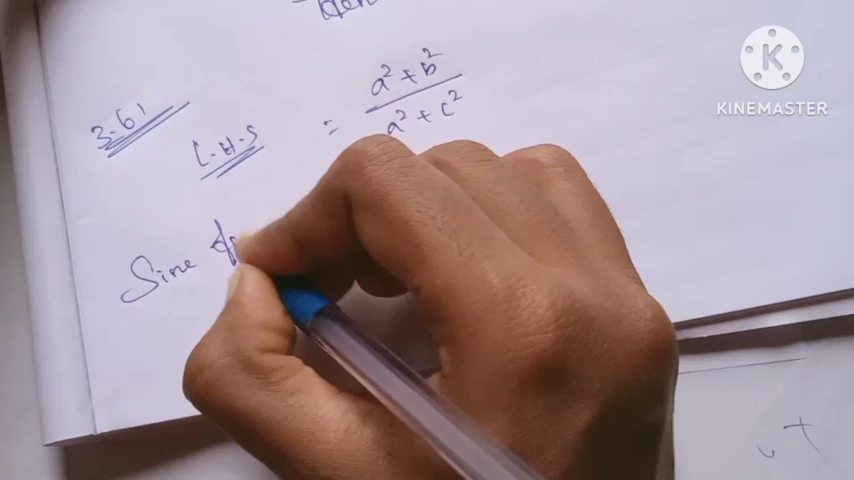 3.61
L.H.S = a² + b² / a² + c²
Sine
KINEMASTER